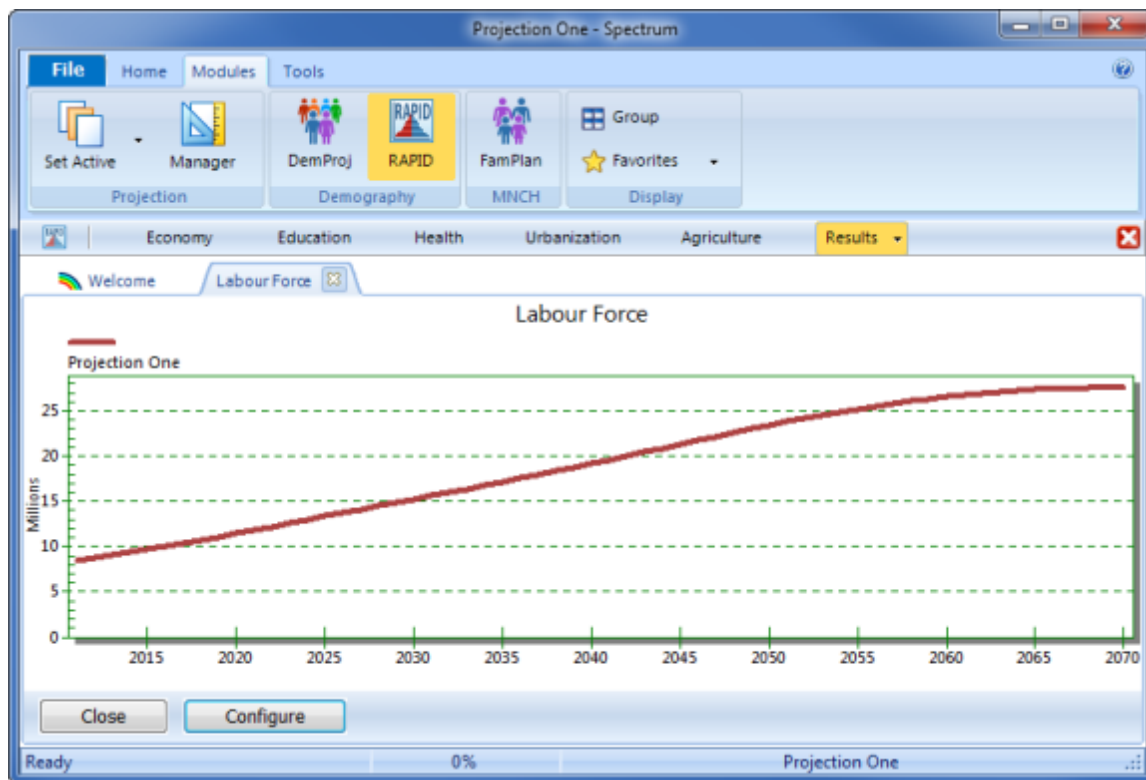 Projection One - Spectrum
File Home Modules Tools
Set Active Manager DemProj RAPID RAPID FamPlan Group Favorites
Projection Demography MNCH Display
RAPID Economy Education Health Urbanization Agriculture Results
Welcome Labour Force
Labour Force
Projection One
Millions
25
20
15
10
5
0
2015 2020 2025 2030 2035 2040 2045 2050 2055 2060 2065 2070
Close Configure
Ready 0% Projection One